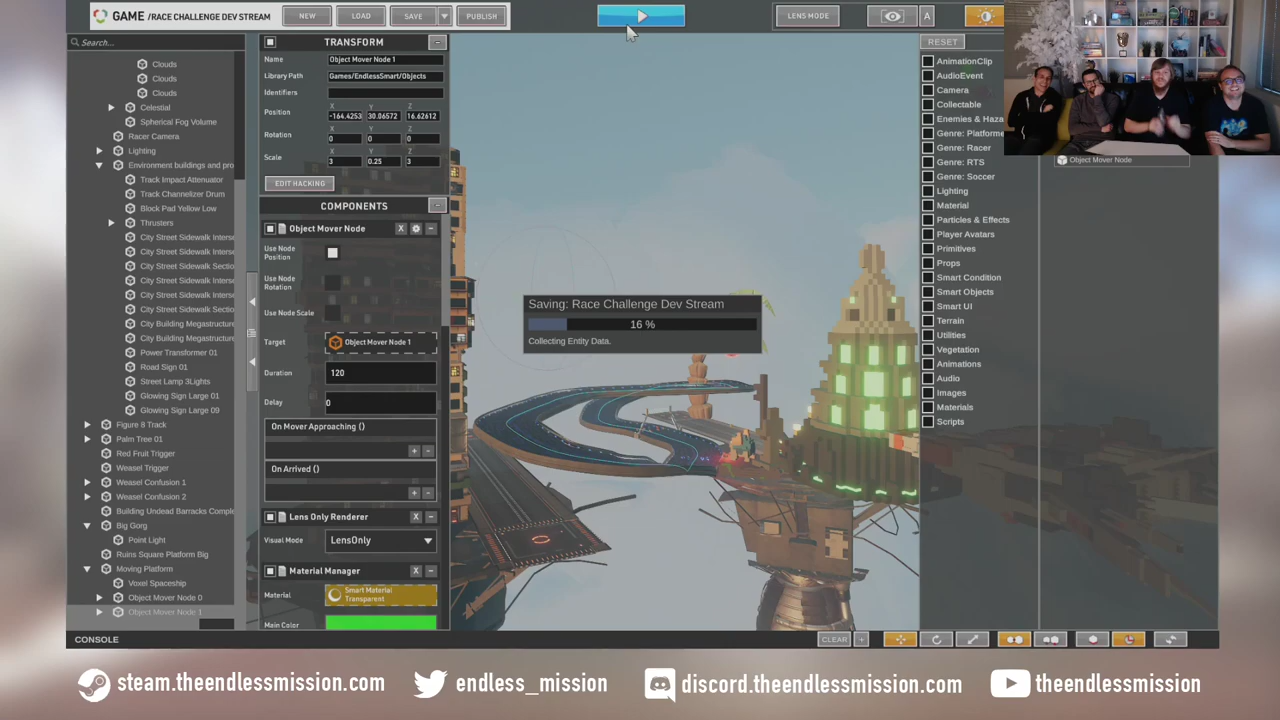 GAME /RACE CHALLENGE DEV STREAM
NEW
LOAD
SAVE
PUBLISH
LENS MODE
A
Search...
Clouds
Clouds
Clouds
Celestial
Spherical Fog Volume
Racer Camera
Lighting
Environment buildings and pro
Track Impact Attenuator
Track Channelizer Drum
Block Pad Yellow Low
Thrusters
City Street Sidewalk Interse
City Street Sidewalk Interse
City Street Sidewalk Sectio
City Street Sidewalk Interse
City Street Sidewalk Interse
City Street Sidewalk Sectio
City Building Megastructure
City Building Megastructure
Power Transformer 01
Road Sign 01
Street Lamp 3Lights
Glowing Sign Large 01
Glowing Sign Large 09
Figure 8 Track
Palm Tree 01
Red Fruit Trigger
Weasel Trigger
Weasel Confusion 1
Weasel Confusion 2
Building Undead Barracks Comple
Big Gorg
Point Light
Ruins Square Platform Big
Moving Platform
Voxel Spaceship
Object Mover Node 0
Object Mover Node 1
TRANSFORM
Name Object Mover Node 1
Library Path Games/EndlessSmart/Objects
Identifiers
X Y Z
Position -164.4253 30.06572 16.62612
X Y Z
Rotation 0 0 0
X Y Z
Scale 3 0.25 3
EDIT HACKING
COMPONENTS
Object Mover Node X
Use Node Position
Use Node Rotation
Use Node Scale
Target Object Mover Node 1
Duration 120
Delay 0
On Mover Approaching ()
+ -
On Arrived ()
+ -
Lens Only Renderer X
Visual Mode LensOnly
Material Manager X
Material Smart Material Transparent
Main Color
Saving: Race Challenge Dev Stream
16 %
Collecting Entity Data.
RESET
AnimationClip
AudioEvent
Camera
Collectable
Enemies & Haza
Genre: Platforme
Genre: Racer
Genre: RTS
Genre: Soccer
Lighting
Material
Particles & Effects
Player Avatars
Primitives
Props
Smart Condition
Smart Objects
Smart UI
Terrain
Utilities
Vegetation
Animations
Audio
Images
Materials
Scripts
Object Mover Node
CONSOLE
CLEAR
+
steam.theendlessmission.com
endless_mission
discord.theendlessmission.com
theendlessmission